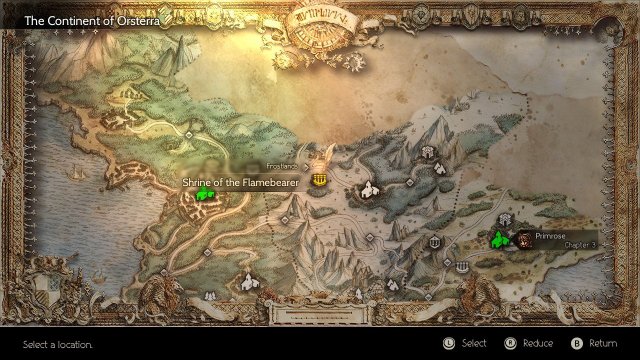 The Continent of Orsterra
Frostlands
Shrine of the Flamebearer
Primrose
Chapter 3
Select a location.
L Select
R Reduce
B Return